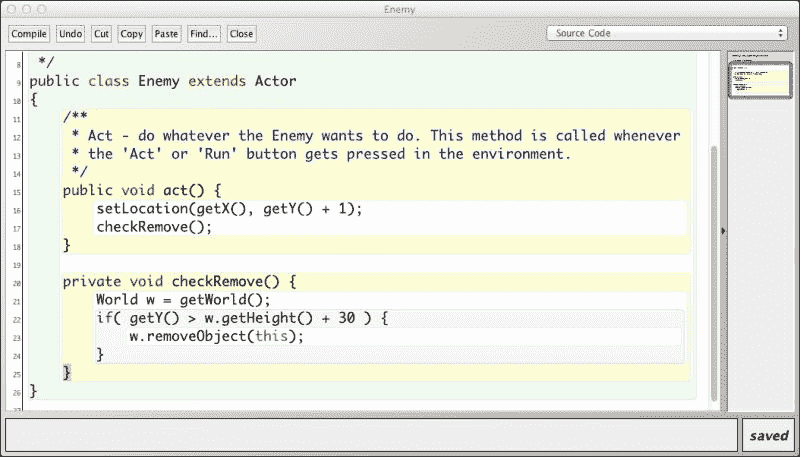 Enemy
Compile Undo Cut Copy Paste Find... Close Source Code
8 */
9 public class Enemy extends Actor
10 {
11 /**
12 * Act - do whatever the Enemy wants to do. This method is called whenever
13 * the 'Act' or 'Run' button gets pressed in the environment.
14 */
15 public void act() {
16 setLocation(getX(), getY() + 1);
17 checkRemove();
18 }
19
20 private void checkRemove() {
21 World w = getWorld();
22 if( getY() > w.getHeight() + 30 ) {
23 w.removeObject(this);
24 }
25 }
26 }
27
saved